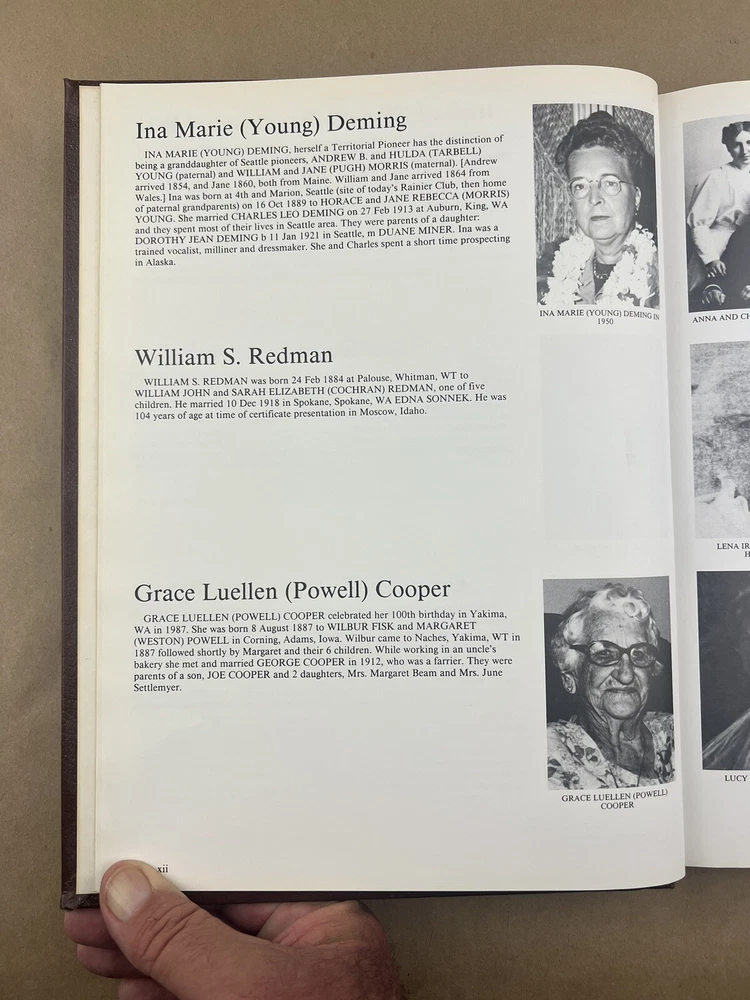 Ina Marie (Young) Deming
INA MARIE (YOUNG) DEMING, herself a Territorial Pioneer has the distinction of
being a granddaughter of Seattle pioneers, ANDREW B. and HULDA (TARBELL)
YOUNG (paternal) and WILLIAM and JANE (PUGH) MORRIS (maternal). [Andrew
arrived 1854, and Jane 1860, both from Maine. William and Jane arrived 1864 from
Wales.] Ina was born at 4th and Marion, Seattle (site of today's Rainier Club, then home
of paternal grandparents) on 16 Oct 1889 to HORACE and JANE REBECCA (MORRIS)
YOUNG. She married CHARLES LEO DEMING on 27 Feb 1913 at Auburn, King, WA
and they spent most of their lives in Seattle area. They were parents of a daughter:
DOROTHY JEAN DEMING b 11 Jan 1921 in Seattle, m DUANE MINER. Ina was a
trained vocalist, milliner and dressmaker. She and Charles spent a short time prospecting
in Alaska.
INA MARIE (YOUNG) DEMING IN
1950
William S. Redman
WILLIAM S. REDMAN was born 24 Feb 1884 at Palouse, Whitman, WT to
WILLIAM JOHN and SARAH ELIZABETH (COCHRAN) REDMAN, one of five
children. He married 10 Dec 1918 in Spokane, Spokane, WA EDNA SONNEK. He was
104 years of age at time of certificate presentation in Moscow, Idaho.
Grace Luellen (Powell) Cooper
GRACE LUELLEN (POWELL) COOPER celebrated her 100th birthday in Yakima,
WA in 1987. She was born 8 August 1887 to WILBUR FISK and MARGARET
(WESTON) POWELL in Corning, Adams, Iowa. Wilbur came to Naches, Yakima, WT in
1887 followed shortly by Margaret and their 6 children. While working in an uncle's
bakery she met and married GEORGE COOPER in 1912, who was a farrier. They were
parents of a son, JOE COOPER and 2 daughters, Mrs. Margaret Beam and Mrs. June
Settlemyer.
GRACE LUELLEN (POWELL)
COOPER
xii
ANNA AND CH
LENA IR
H
LUCY